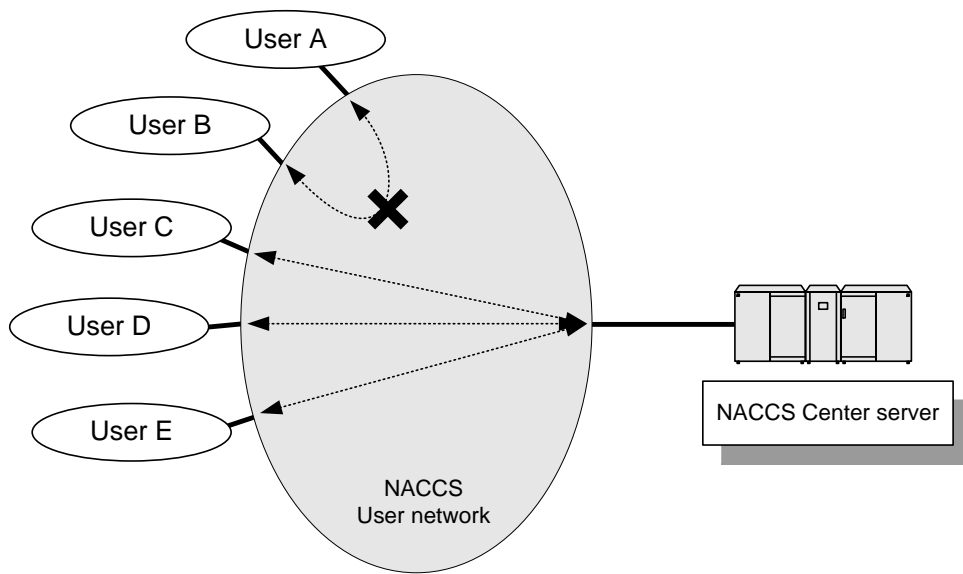 User A
User B
User C
User D
User E
NACCS
User network
NACCS Center server